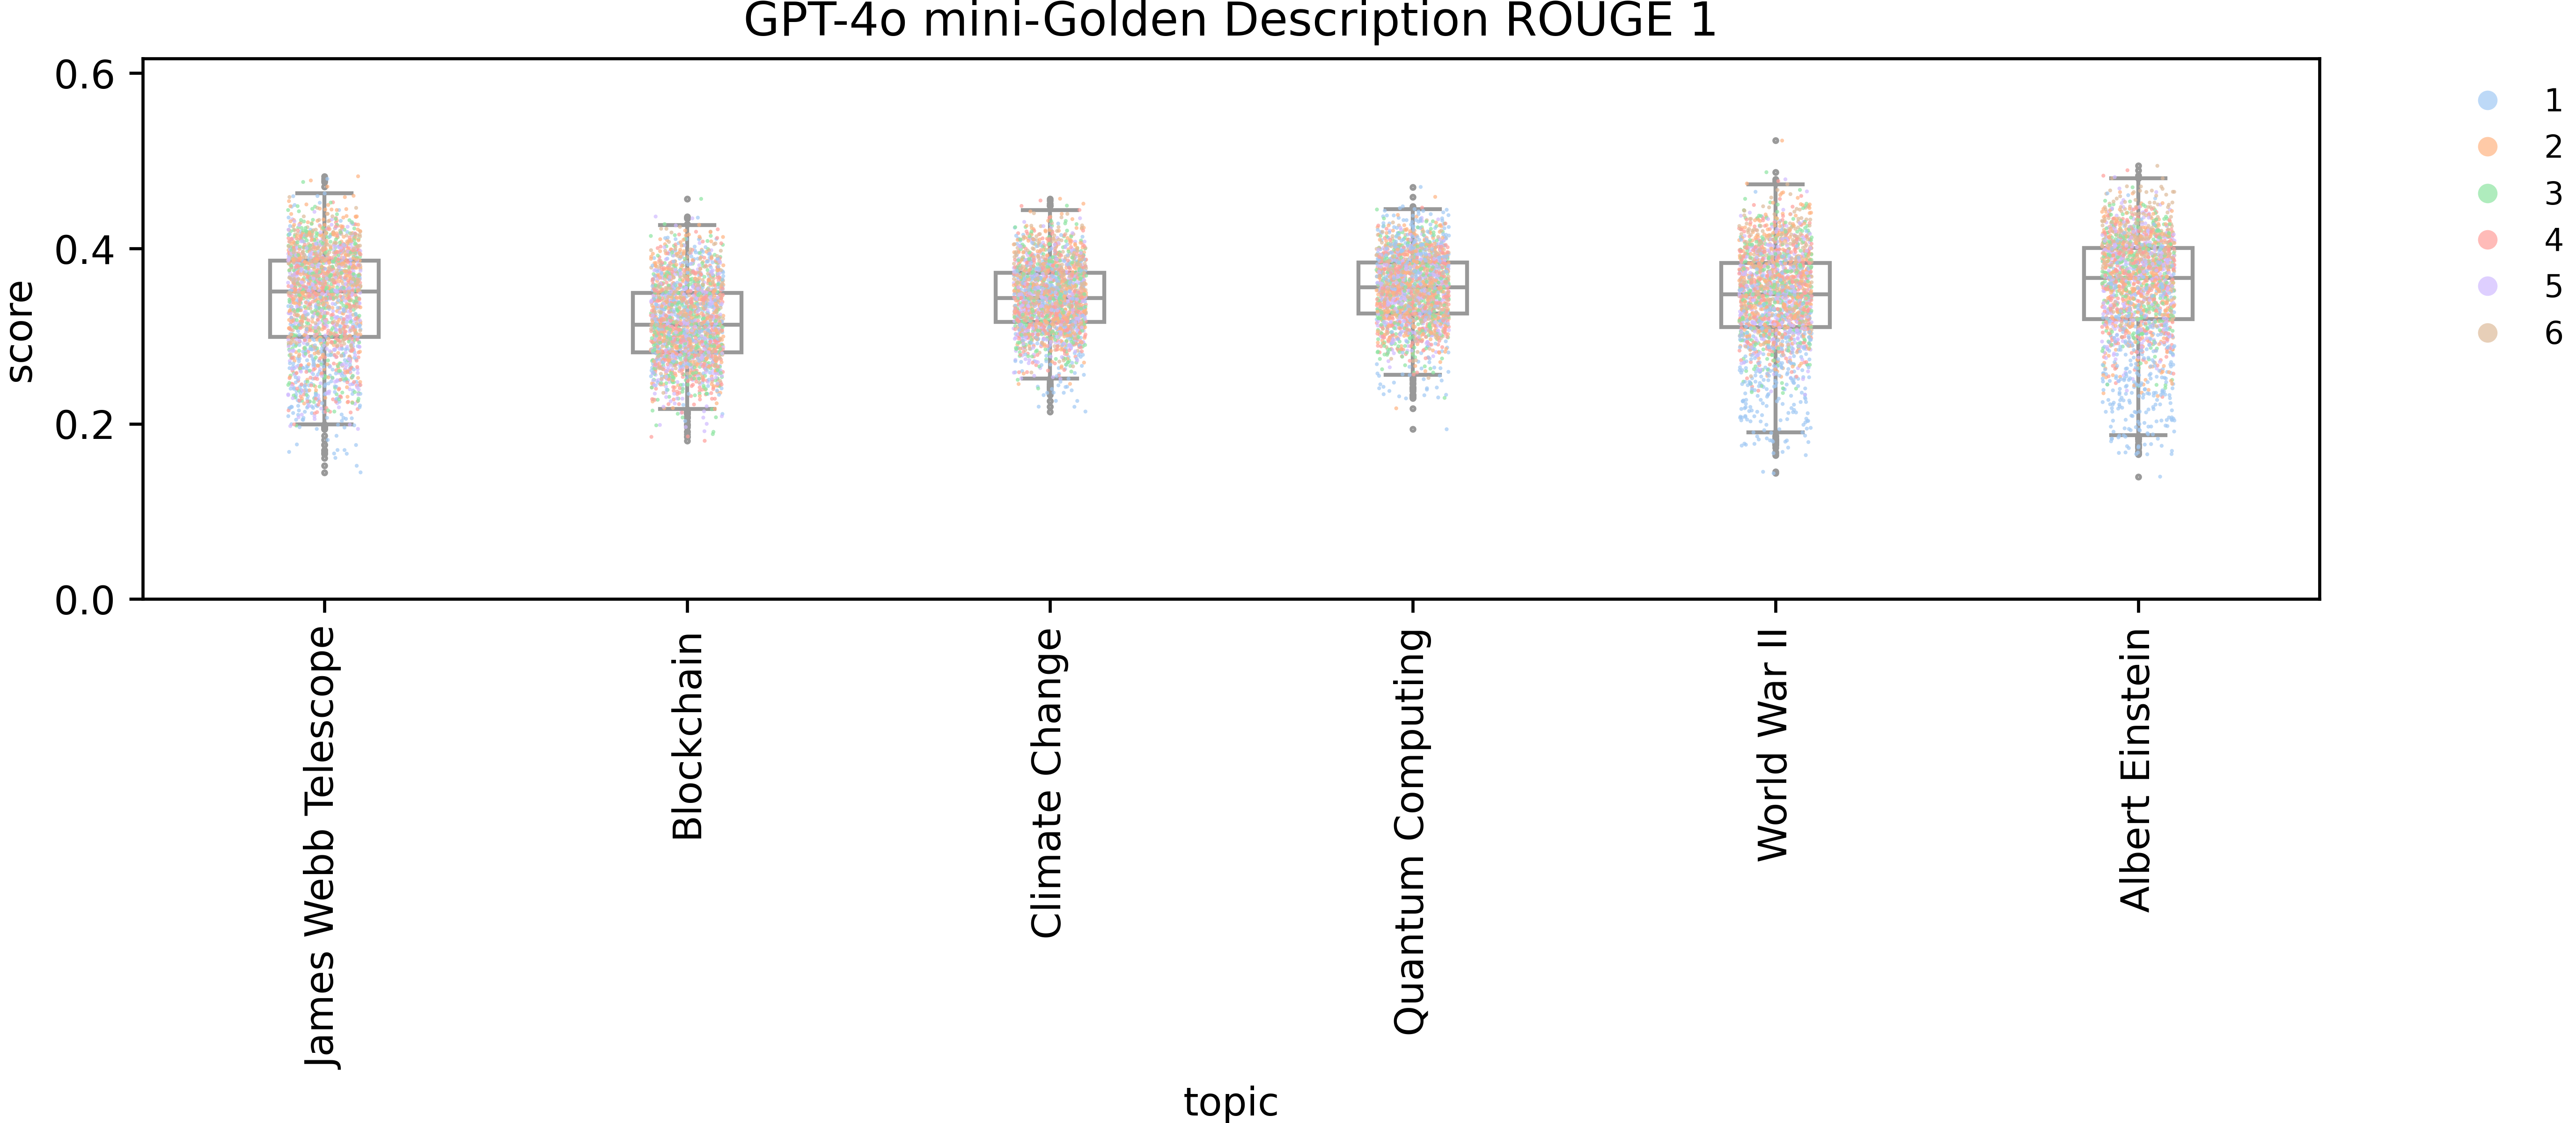 GPT-4o mini-Golden Description ROUGE 1
score
0.6
0.4
0.2
0.0
1
2
3
4
5
6
James Webb Telescope
Blockchain
Climate Change
Quantum Computing
World War II
Albert Einstein
topic